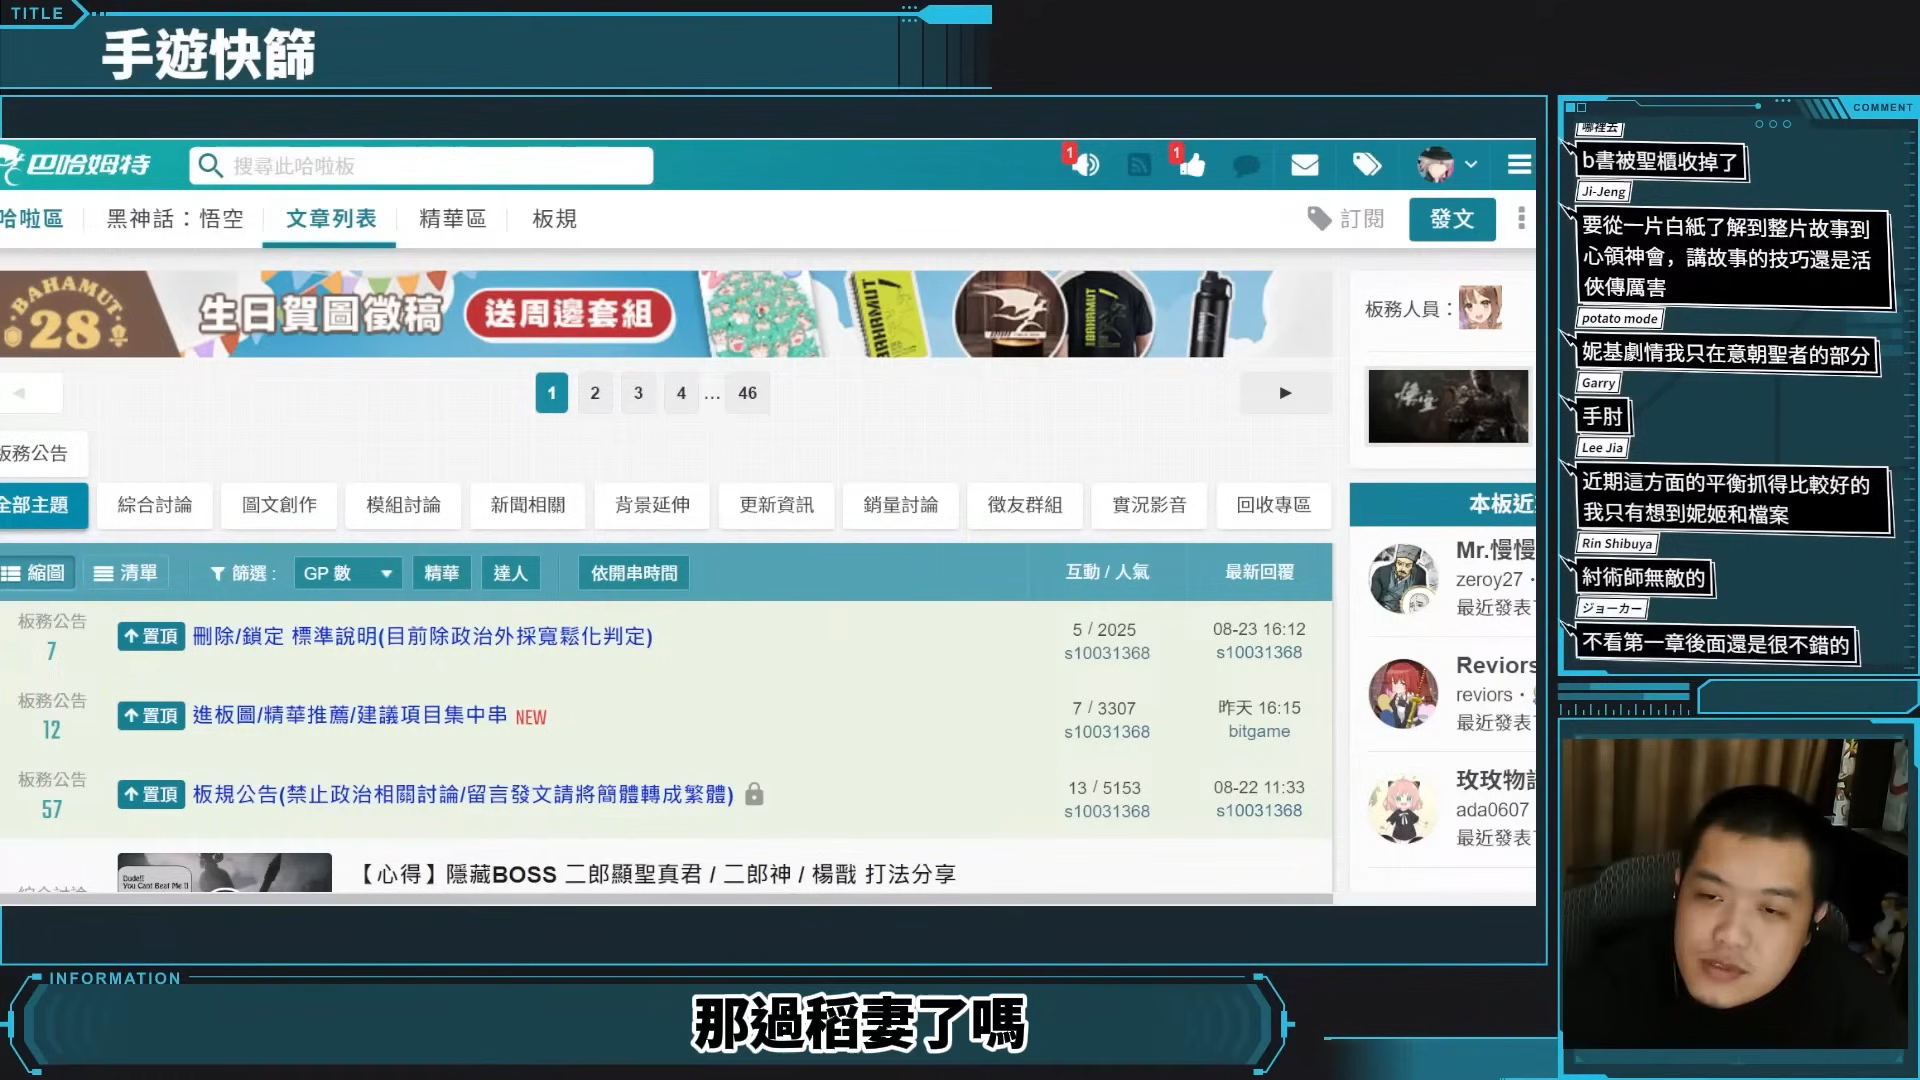 TITLE
手遊快篩
巴哈姆特
搜尋此哈啦板
1
1
哈啦區
黑神話：悟空
文章列表
精華區
板規
訂閱
發文
BAHAMUT
28
生日賀圖徵稿
送周邊套組
BAHAMUT
BAHAMUT
板務人員：
悟空
1
2
3
4
...
46
板務公告
全部主題
綜合討論
圖文創作
模組討論
新聞相關
背景延伸
更新資訊
銷量討論
徵友群組
實況影音
回收專區
縮圖
清單
篩選：
GP 數
精華
達人
依開串時間
互動 / 人氣
最新回覆
板務公告
7
置頂
刪除/鎖定 標準說明(目前除政治外採寬鬆化判定)
5 / 2025
s10031368
08-23 16:12
s10031368
板務公告
12
置頂
進板圖/精華推薦/建議項目集中串 NEW
7 / 3307
s10031368
昨天 16:15
bitgame
板務公告
57
置頂
板規公告(禁止政治相關討論/留言發文請將簡體轉成繁體)
13 / 5153
s10031368
08-22 11:33
s10031368
綜合討論
Dude!!
You Cant Beat Me !!
【心得】隱藏BOSS 二郎顯聖真君 / 二郎神 / 楊戩 打法分享
本板近
Mr.慢慢
zeroy27．
最近發表
Reviors
reviors．
最近發表
玫玫物
ada0607
最近發表
COMMENT
哪裡去
b書被聖櫃收掉了
Ji-Jeng
要從一片白紙了解到整片故事到
心領神會，講故事的技巧還是活
俠傳厲害
potato mode
妮基劇情我只在意朝聖者的部分
Garry
手肘
Lee Jia
近期這方面的平衡抓得比較好的
我只有想到妮姬和檔案
Rin Shibuya
紂術師無敵的
ジョーカー
不看第一章後面還是很不錯的
INFORMATION
那過稻妻了嗎